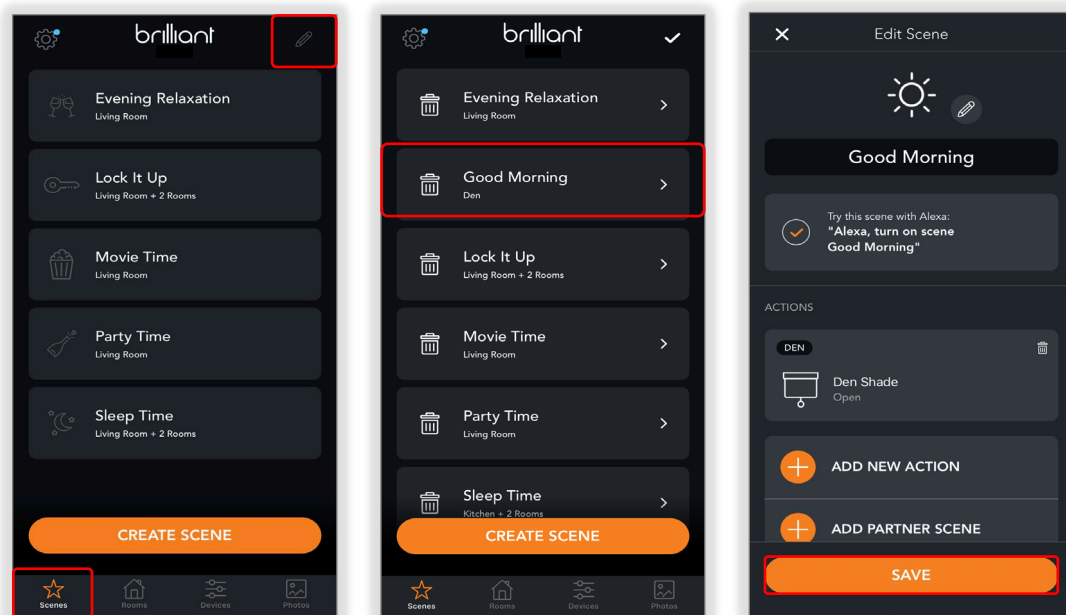 brilliant
Evening Relaxation
Living Room
Lock It Up
Living Room + 2 Rooms
Movie Time
Living Room
Party Time
Living Room
Sleep Time
Living Room + 2 Rooms
CREATE SCENE
Scenes
Rooms
Devices
Photos
brilliant
Evening Relaxation
Living Room
Good Morning
Den
Lock It Up
Living Room + 2 Rooms
Movie Time
Living Room
Party Time
Living Room
Sleep Time
Kitchen + 2 Rooms
CREATE SCENE
Scenes
Rooms
Devices
Photos
Edit Scene
Good Morning
Try this scene with Alexa:
"Alexa, turn on scene
Good Morning"
ACTIONS
DEN
Den Shade
Open
ADD NEW ACTION
ADD PARTNER SCENE
SAVE